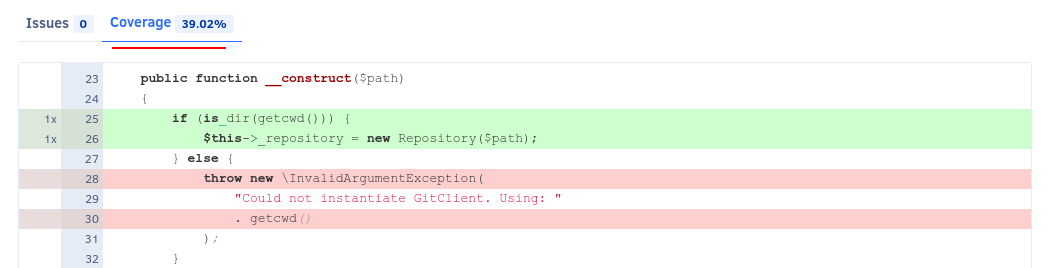 Issues 0 Coverage 39.02%
23 public function __construct($path)
24 {
1x 25 if (is_dir(getcwd())) {
1x 26 $this->_repository = new Repository($path);
27 } else {
28 throw new \InvalidArgumentException(
29 "Could not instantiate GitClient. Using: "
30 . getcwd()
31 );
32 }